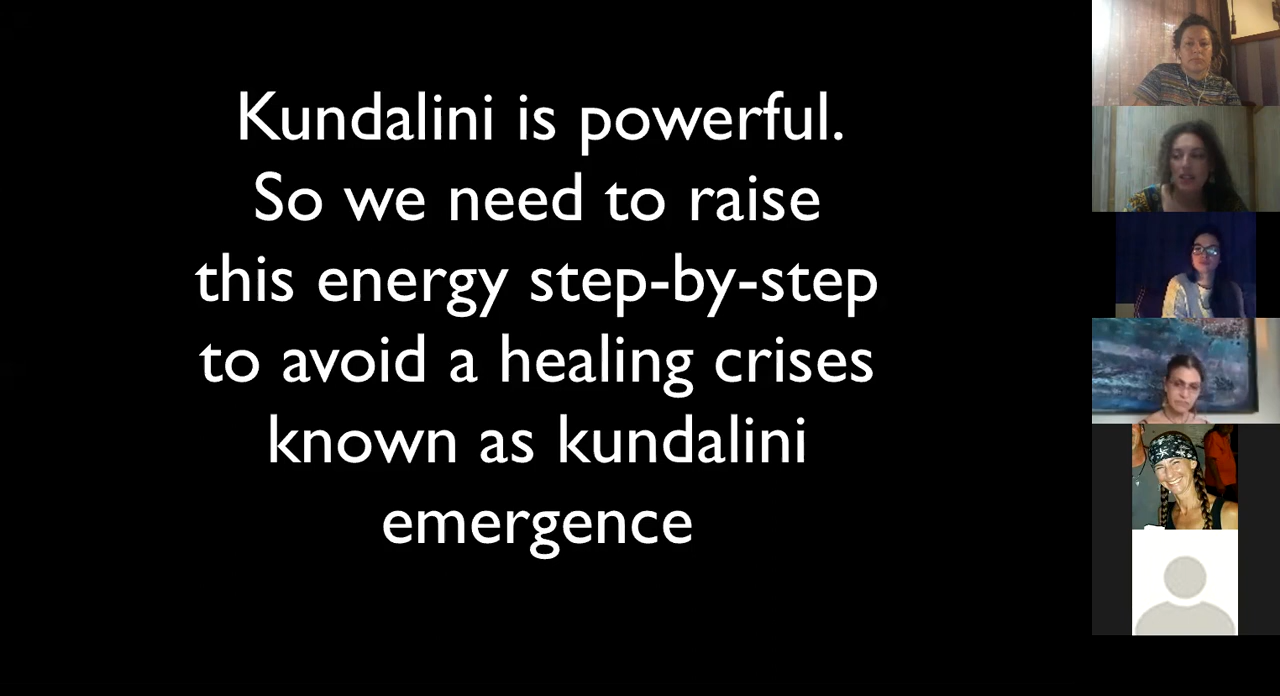 Kundalini is powerful.
So we need to raise
this energy step-by-step
to avoid a healing crises
known as kundalini
emergence